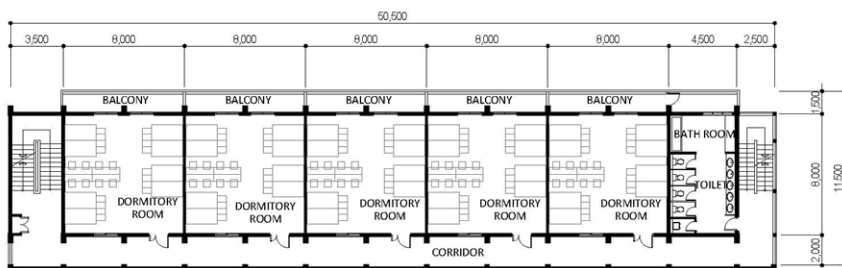 50,500
3,500 8,000 8,000 8,000 8,000 8,000 4,500 2,500
BALCONY BALCONY BALCONY BALCONY BALCONY
1,500
BATH ROOM
8,000
11,500
TOILET
DORMITORY
ROOM
DORMITORY
ROOM
DORMITORY
ROOM
DORMITORY
ROOM
DORMITORY
ROOM
2,000
CORRIDOR